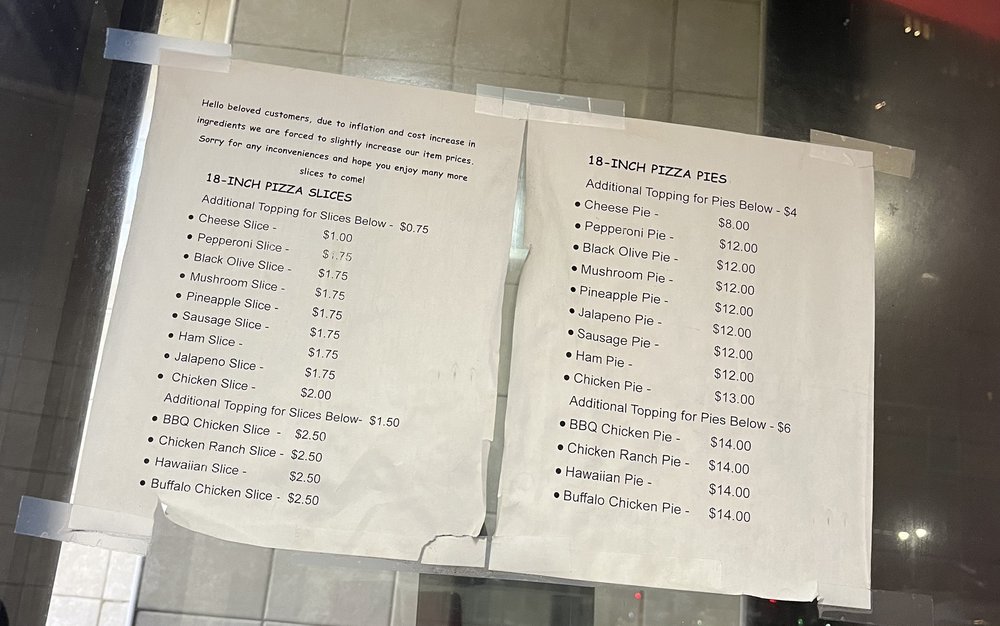 Hello beloved customers, due to inflation and cost increase in
ingredients we are forced to slightly increase our item prices.
Sorry for any inconveniences and hope you enjoy many more
slices to come!
18-INCH PIZZA SLICES
Additional Topping for Slices Below - $0.75
• Cheese Slice - $1.00
• Pepperoni Slice - $1.75
• Black Olive Slice - $1.75
• Mushroom Slice - $1.75
• Pineapple Slice - $1.75
• Sausage Slice - $1.75
• Ham Slice - $1.75
• Jalapeno Slice - $1.75
• Chicken Slice - $2.00
Additional Topping for Slices Below- $1.50
• BBQ Chicken Slice - $2.50
• Chicken Ranch Slice - $2.50
• Hawaiian Slice - $2.50
• Buffalo Chicken Slice - $2.50
18-INCH PIZZA PIES
Additional Topping for Pies Below - $4
• Cheese Pie - $8.00
• Pepperoni Pie - $12.00
• Black Olive Pie - $12.00
• Mushroom Pie - $12.00
• Pineapple Pie - $12.00
• Jalapeno Pie - $12.00
• Sausage Pie - $12.00
• Ham Pie - $12.00
• Chicken Pie - $13.00
Additional Topping for Pies Below - $6
• BBQ Chicken Pie - $14.00
• Chicken Ranch Pie - $14.00
• Hawaiian Pie - $14.00
• Buffalo Chicken Pie - $14.00